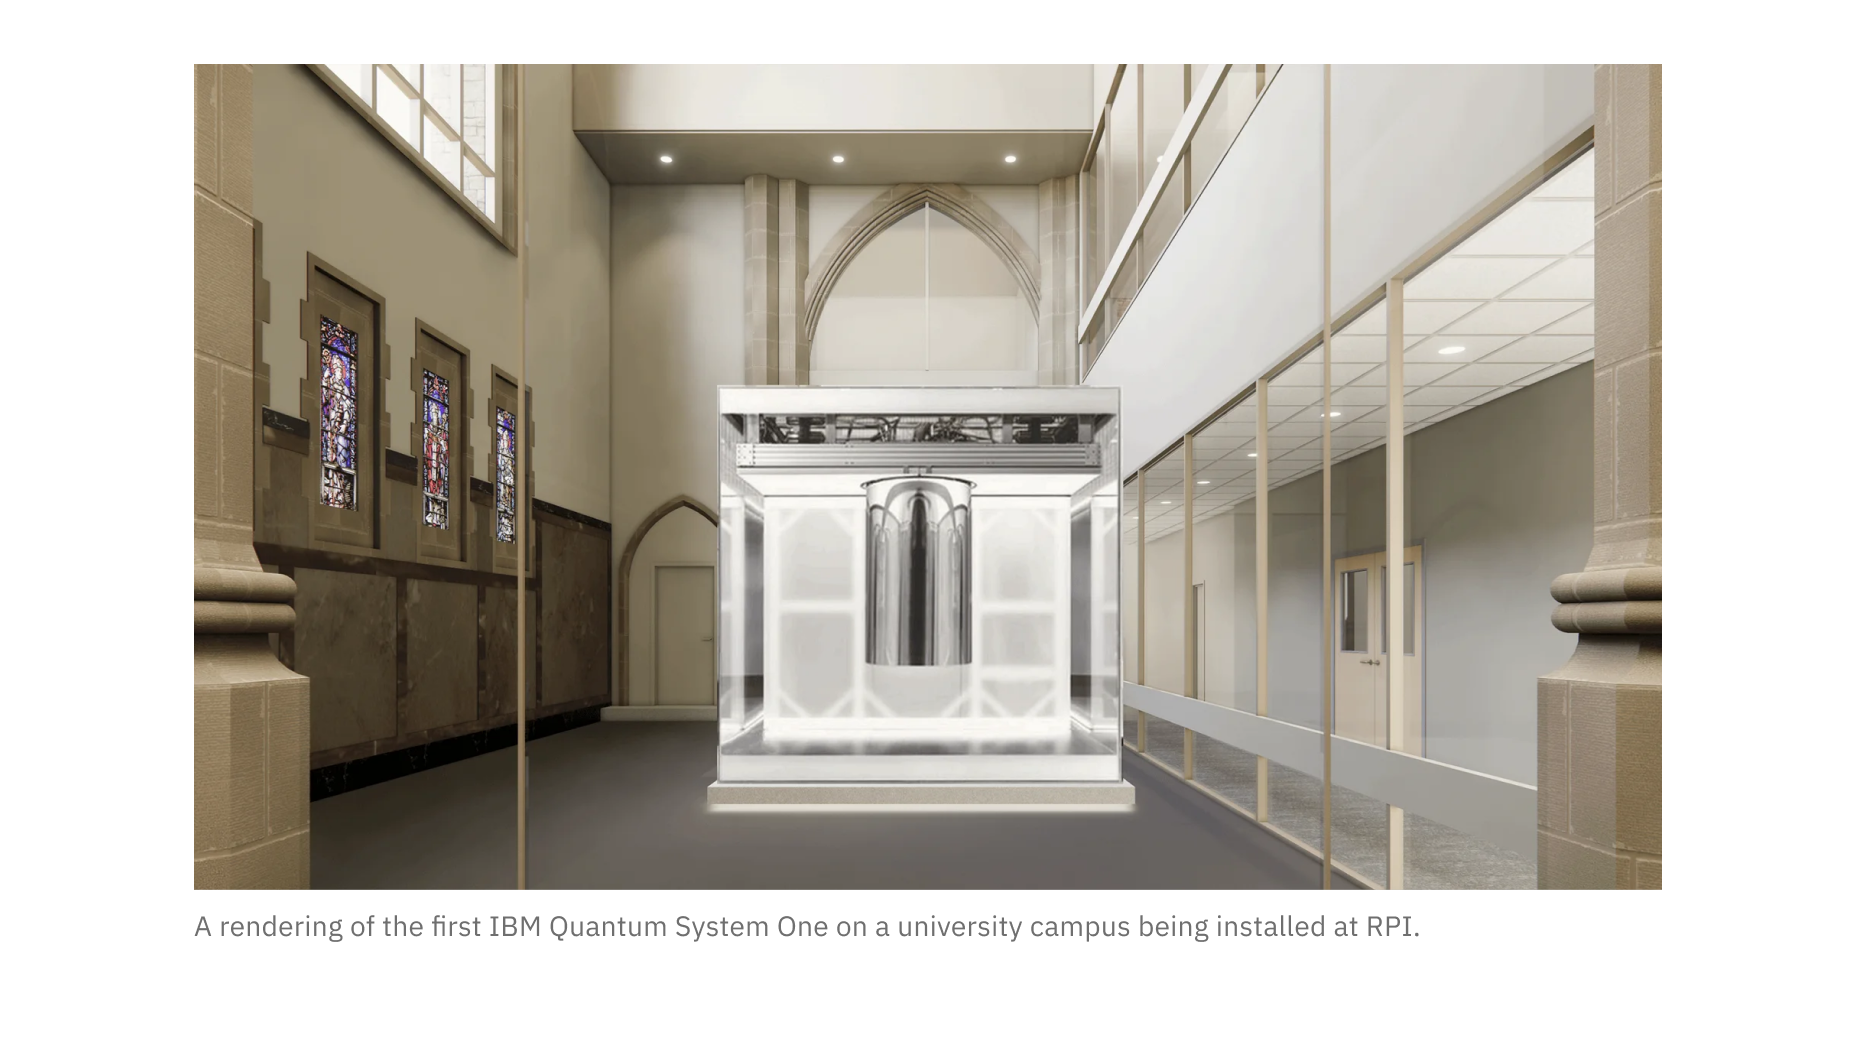 A rendering of the first IBM Quantum System One on a university campus being installed at RPI.